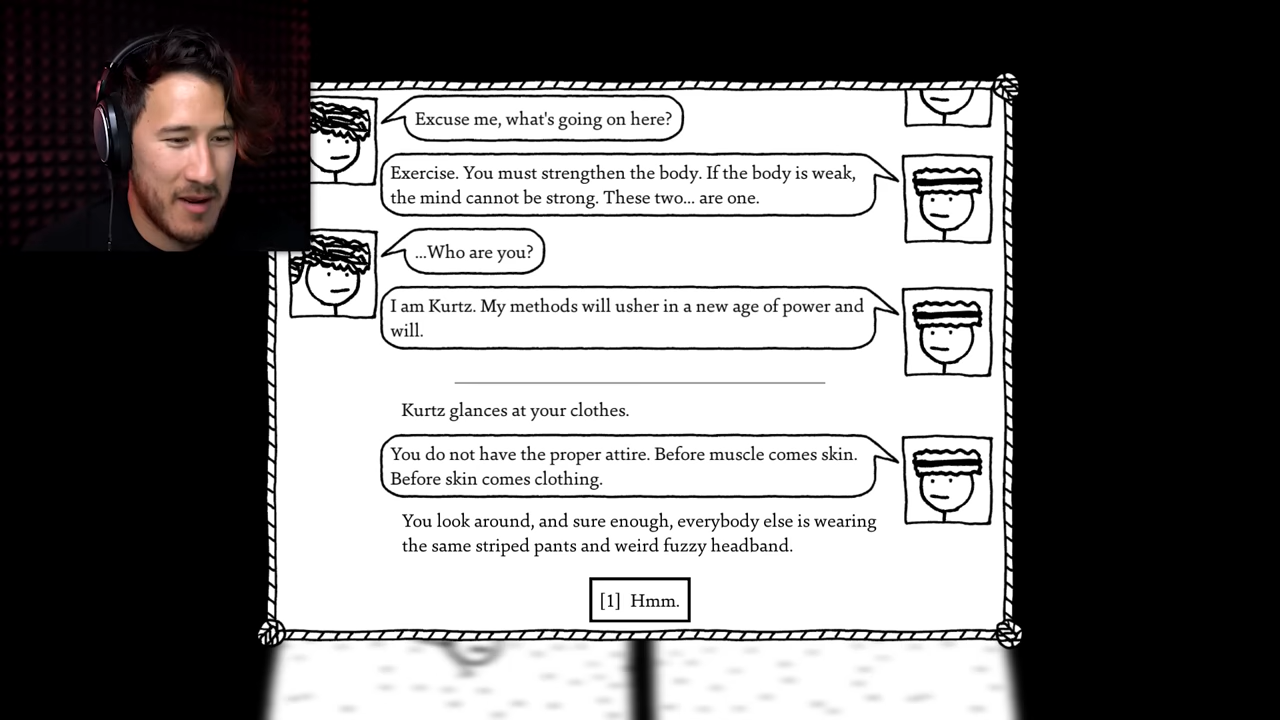 Excuse me, what's going on here?
Exercise. You must strengthen the body. If the body is weak,
the mind cannot be strong. These two... are one.
...Who are you?
I am Kurtz. My methods will usher in a new age of power and
will.
Kurtz glances at your clothes.
You do not have the proper attire. Before muscle comes skin.
Before skin comes clothing.
You look around, and sure enough, everybody else is wearing
the same striped pants and weird fuzzy headband.
[1] Hmm.